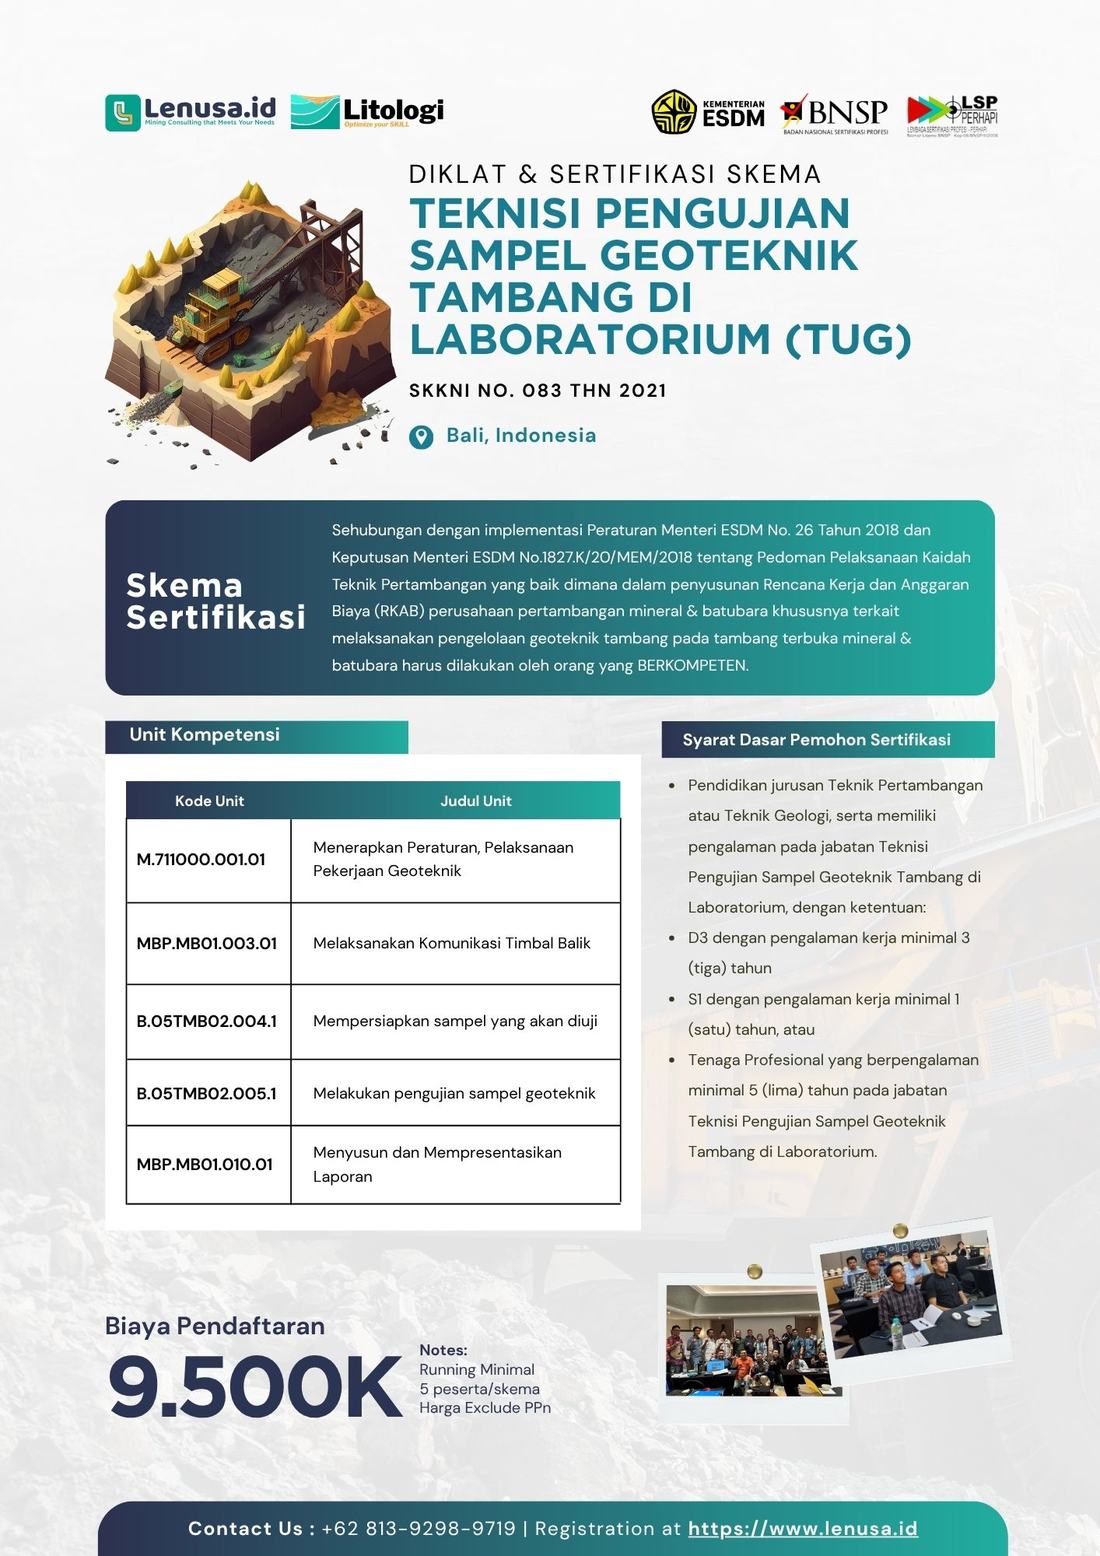 Lenusa.id
Mining Consulting that Meets Your Needs
Litologi
Optimize your SKILL
KEMENTERIAN
ESDM
BNSP
BADAN NASIONAL SERTIFIKASI PROFESI
LSP
PERHAPI
LEMBAGA SERTIFIKASI PROFESI - PERHAPI
DIKLAT & SERTIFIKASI SKEMA
TEKNISI PENGUJIAN
SAMPEL GEOTEKNIK
TAMBANG DI
LABORATORIUM (TUG)
SKKNI NO. 083 THN 2021
Bali, Indonesia
Skema
Sertifikasi
Sehubungan dengan implementasi Peraturan Menteri ESDM No. 26 Tahun 2018 dan
Keputusan Menteri ESDM No.1827.K/20/MEM/2018 tentang Pedoman Pelaksanaan Kaidah
Teknik Pertambangan yang baik dimana dalam penyusunan Rencana Kerja dan Anggaran
Biaya (RKAB) perusahaan pertambangan mineral & batubara khususnya terkait
melaksanakan pengelolaan geoteknik tambang pada tambang terbuka mineral &
batubara harus dilakukan oleh orang yang BERKOMPETEN.
Unit Kompetensi
Kode Unit Judul Unit
M.711000.001.01 Menerapkan Peraturan, Pelaksanaan
Pekerjaan Geoteknik
MBP.MB01.003.01 Melaksanakan Komunikasi Timbal Balik
B.05TMB02.004.1 Mempersiapkan sampel yang akan diuji
B.05TMB02.005.1 Melakukan pengujian sampel geoteknik
MBP.MB01.010.01 Menyusun dan Mempresentasikan
Laporan
Syarat Dasar Pemohon Sertifikasi
• Pendidikan jurusan Teknik Pertambangan
atau Teknik Geologi, serta memiliki
pengalaman pada jabatan Teknisi
Pengujian Sampel Geoteknik Tambang di
Laboratorium, dengan ketentuan:
• D3 dengan pengalaman kerja minimal 3
(tiga) tahun
• S1 dengan pengalaman kerja minimal 1
(satu) tahun, atau
• Tenaga Profesional yang berpengalaman
minimal 5 (lima) tahun pada jabatan
Teknisi Pengujian Sampel Geoteknik
Tambang di Laboratorium.
Biaya Pendaftaran
9.500K
Notes:
Running Minimal
5 peserta/skema
Harga Exclude PPn
Contact Us : +62 813-9298-9719 | Registration at https://www.lenusa.id